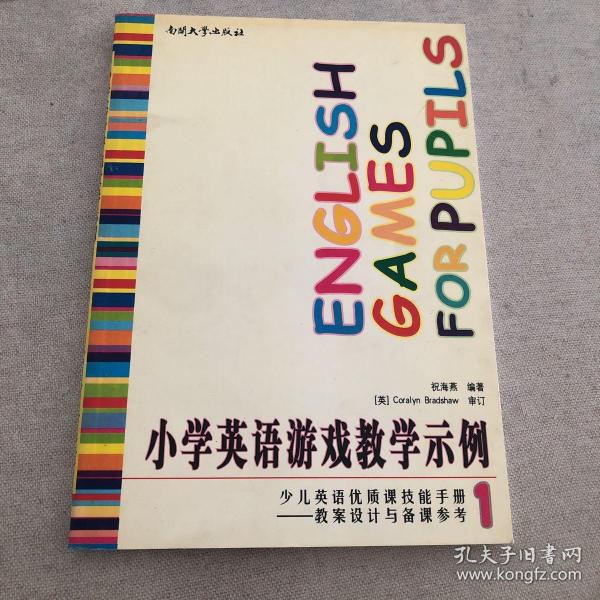 南開大学出版社
ENGLISH
GAMES
FOR PUPILS
祝海燕 编著
[英] Coralyn Bradshaw 审订
小学英语游戏教学示例
少儿英语优质课技能手册
——教案设计与备课参考
1
孔夫子旧书网
www.kongfz.com